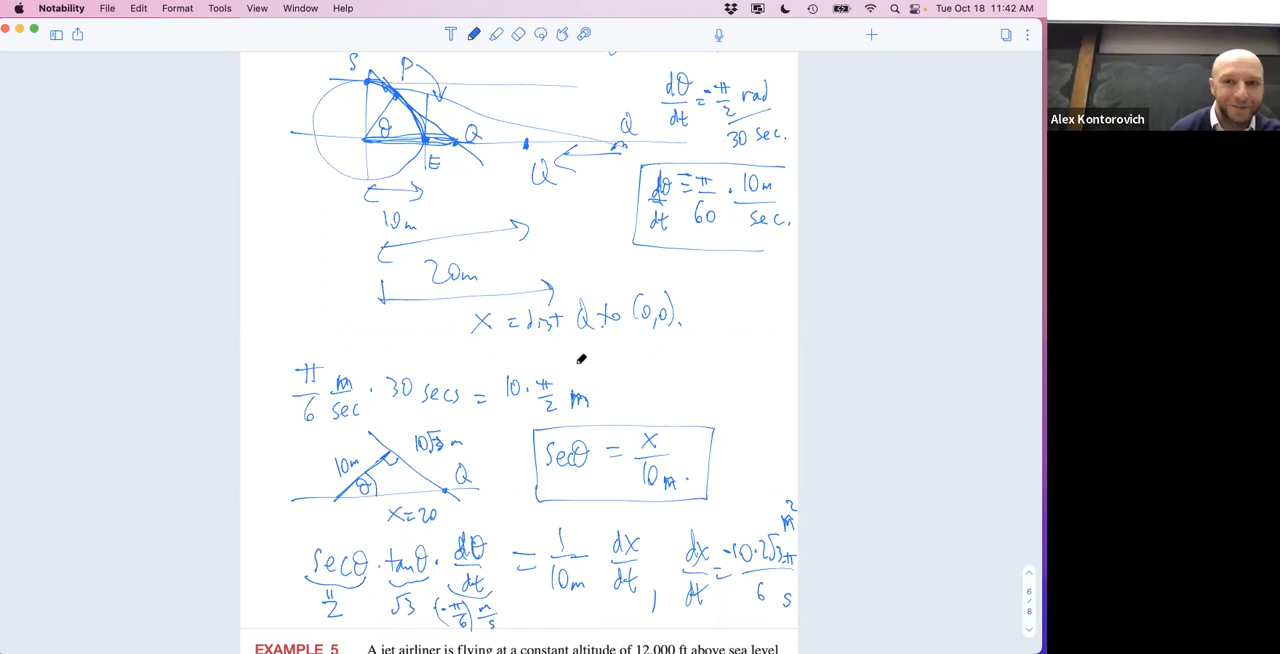 Notability File Edit Format Tools View Window Help Tue Oct 18 11:42 AM
Alex Kontorovich
S P
θ Q Q
E Q
10m
20m
dθ/dt = -π/2 rad / 30 sec.
dθ/dt = π/60 · 10m/sec.
x = dist Q to (0,0).
π/6 m/sec · 30 secs = 10 · π/2 m
10m 10√3 m
θ Q
x=20
secθ = x/10m.
secθ · tanθ · dθ/dt = 1/10m dx/dt, dx/dt = -10·2√3π/6 m²/s
2 √3 (-π/6) m/s
6 / 8
EXAMPLE 5 A jet airliner is flying at a constant altitude of 12,000 ft above sea level